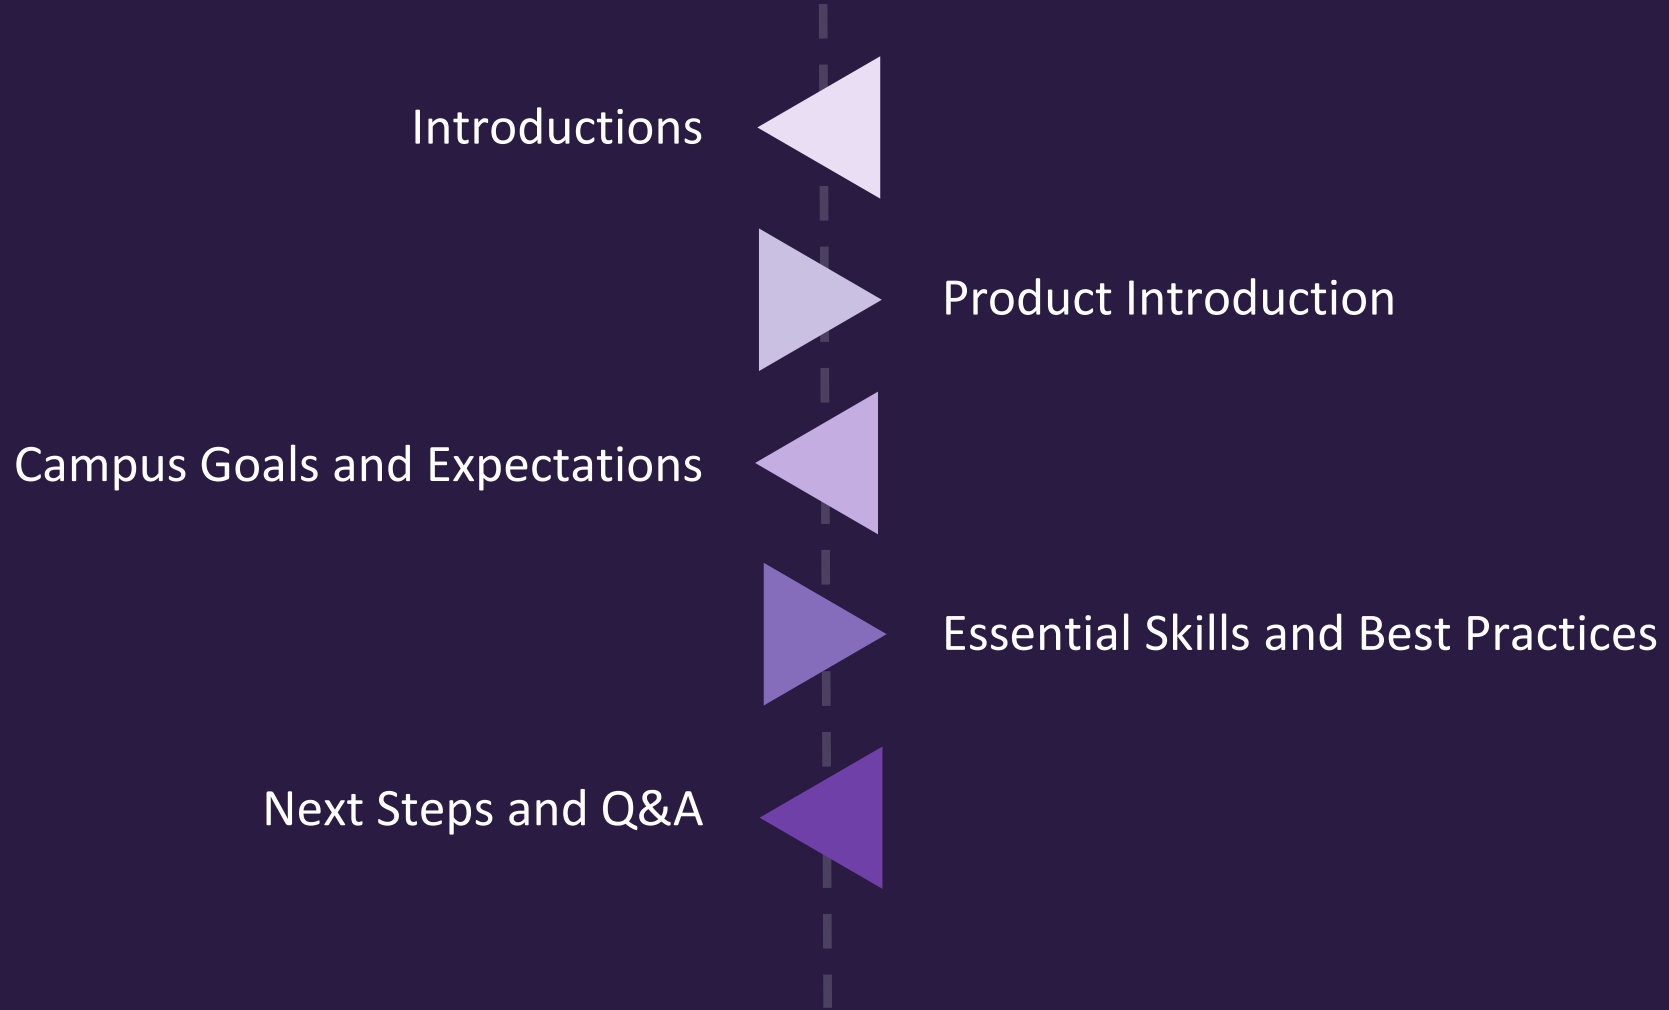 Introductions
Product Introduction
Campus Goals and Expectations
Essential Skills and Best Practices
Next Steps and Q&A